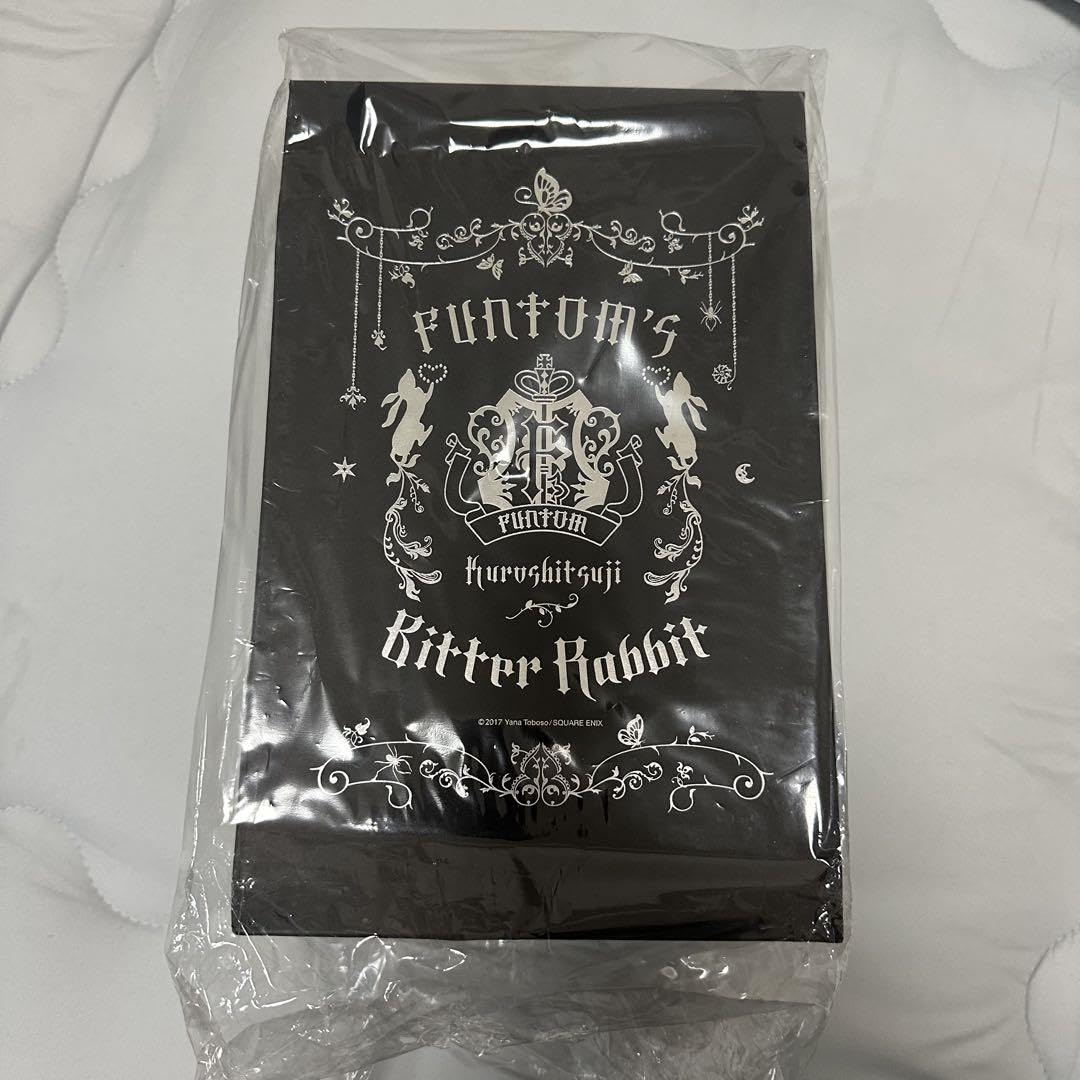 FUNTOM'S
F
FUNTOM
Kuroshitsuji
Bitter Rabbit
©2017 Yana Toboso/SQUARE ENIX